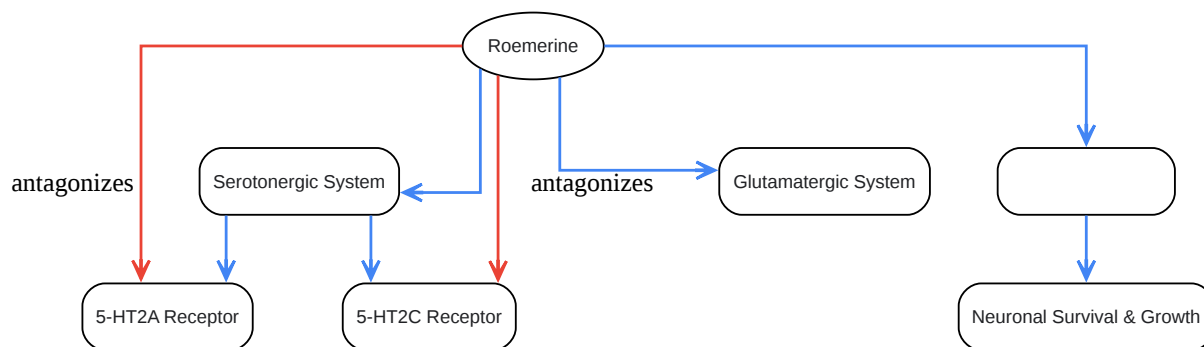 Roemerine
antagonizes
Serotonergic System
antagonizes
Glutamatergic System
5-HT2A Receptor
5-HT2C Receptor
Neuronal Survival & Growth